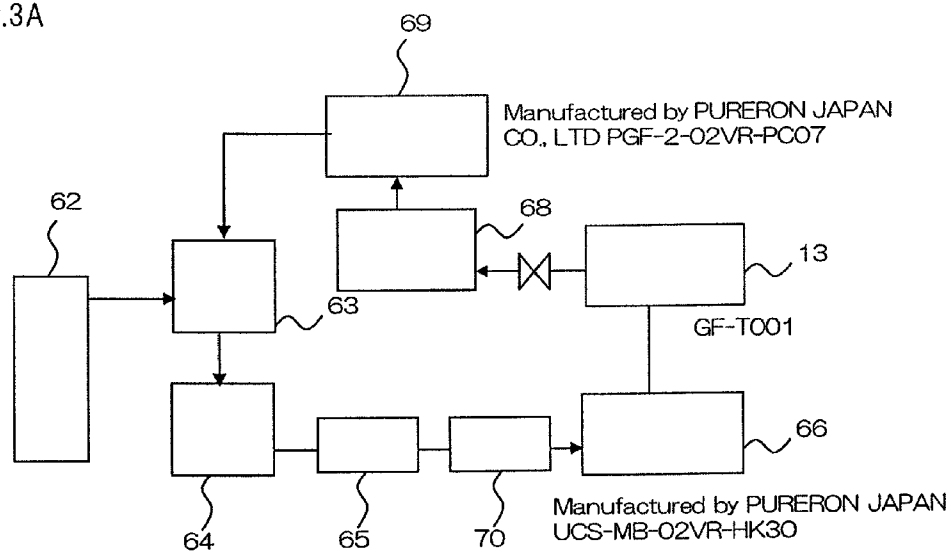 .3A
69
Manufactured by PURERON JAPAN
CO., LTD PGF-2-02VR-PC07
62
68
13
63
GF-T001
66
64
65
70
Manufactured by PURERON JAPAN
UCS-MB-02VR-HK30